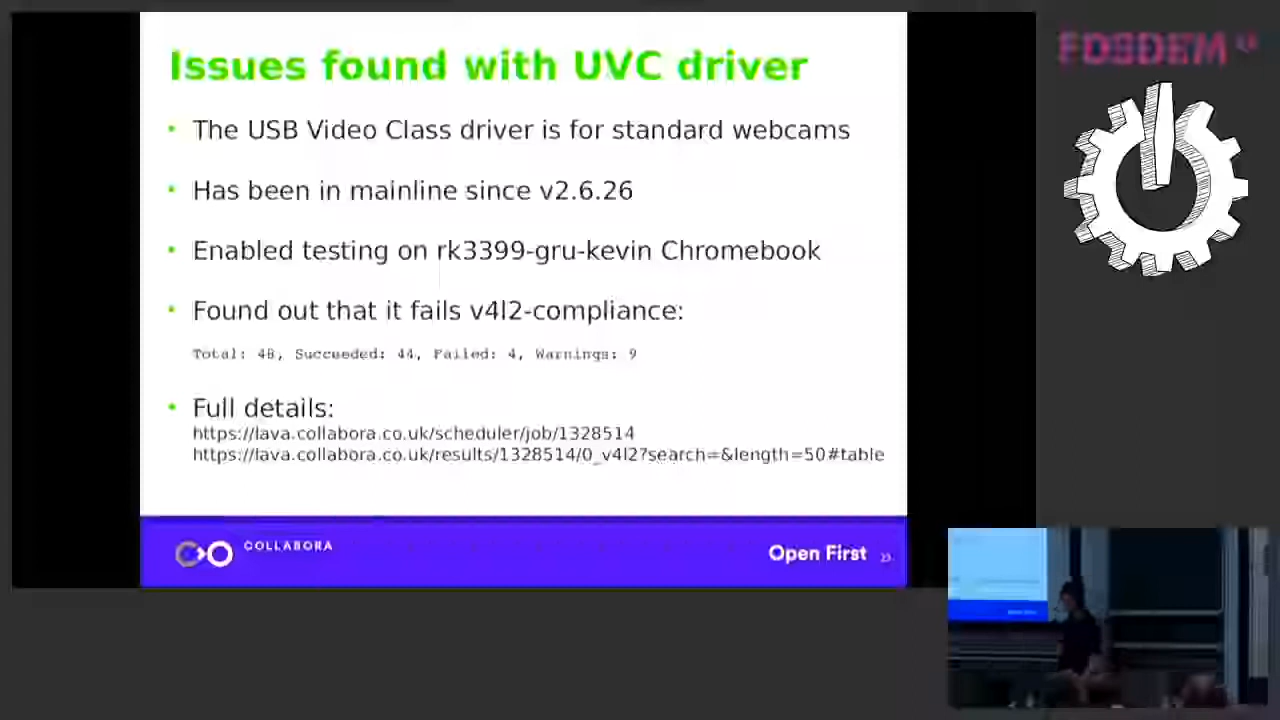 Issues found with UVC driver
FOSDEM
• The USB Video Class driver is for standard webcams
• Has been in mainline since v2.6.26
• Enabled testing on rk3399-gru-kevin Chromebook
• Found out that it fails v4l2-compliance:
Total: 48, Succeeded: 44, Failed: 4, Warnings: 9
• Full details:
https://lava.collabora.co.uk/scheduler/job/1328514
https://lava.collabora.co.uk/results/1328514/0_v4l2?search=&length=50#table
COLLABORA
Open First